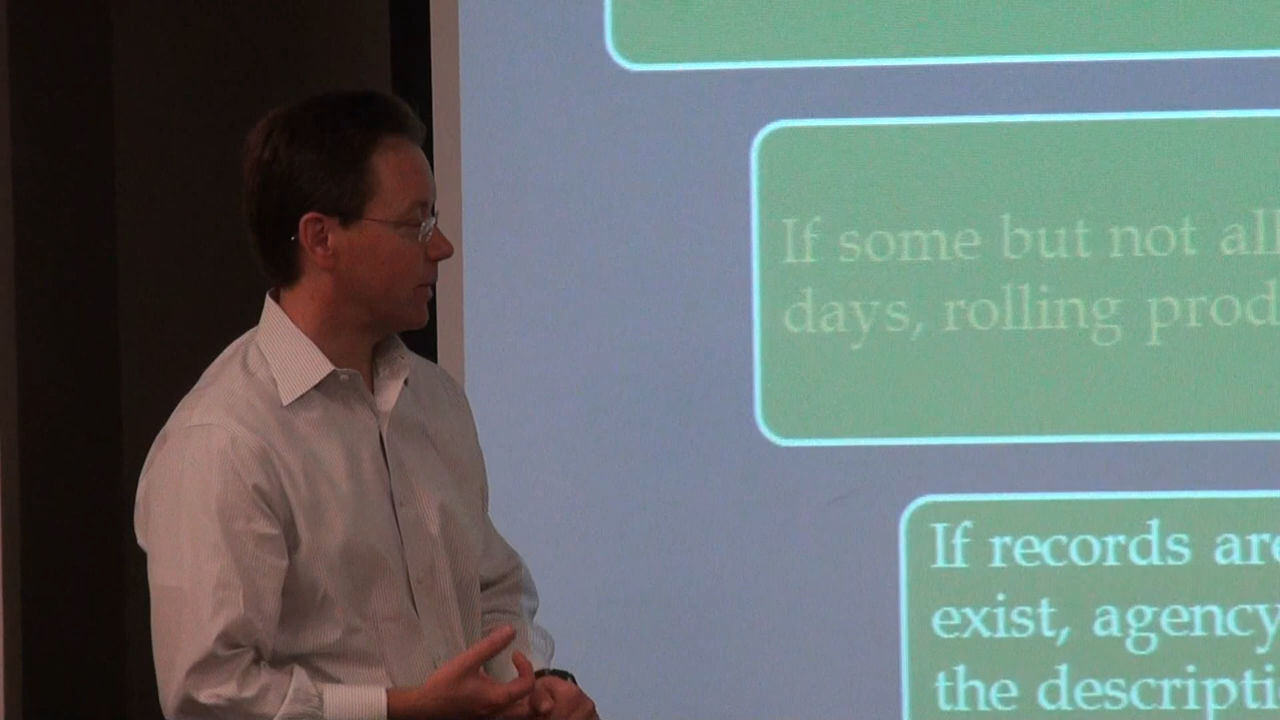 If some but not all
days, rolling prod
If records are
exist, agency
the descripti